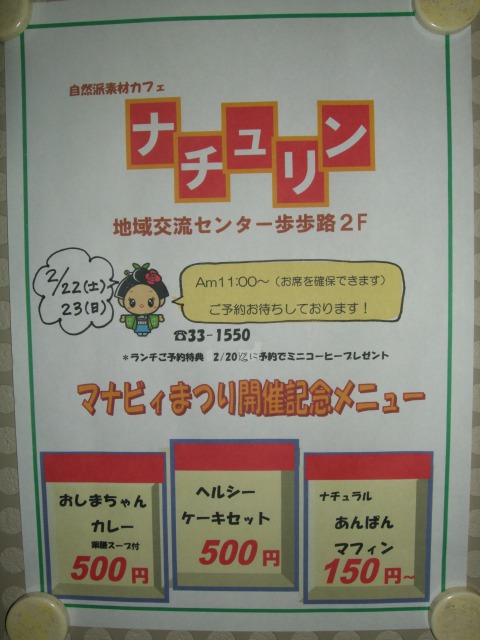 自然派素材カフェ
ナチュリン
地域交流センター歩歩路2F
2/22(土)
23(日)
Am11:00～(お席を確保できます)
ご予約お待ちしております！
☎33-1550
*ランチご予約特典 2/20迄に予約でミニコーヒープレゼント
マナビィまつり開催記念メニュー
おしまちゃん
カレー
薬膳スープ付
500円
ヘルシー
ケーキセット
500円
ナチュラル
あんぱん
マフィン
150円～